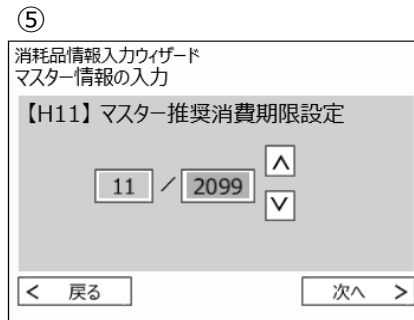 ⑤
消耗品情報入力ウィザード
マスター情報の入力
【H11】マスター推奨消費期限設定
11 / 2099
< 戻る 次へ >